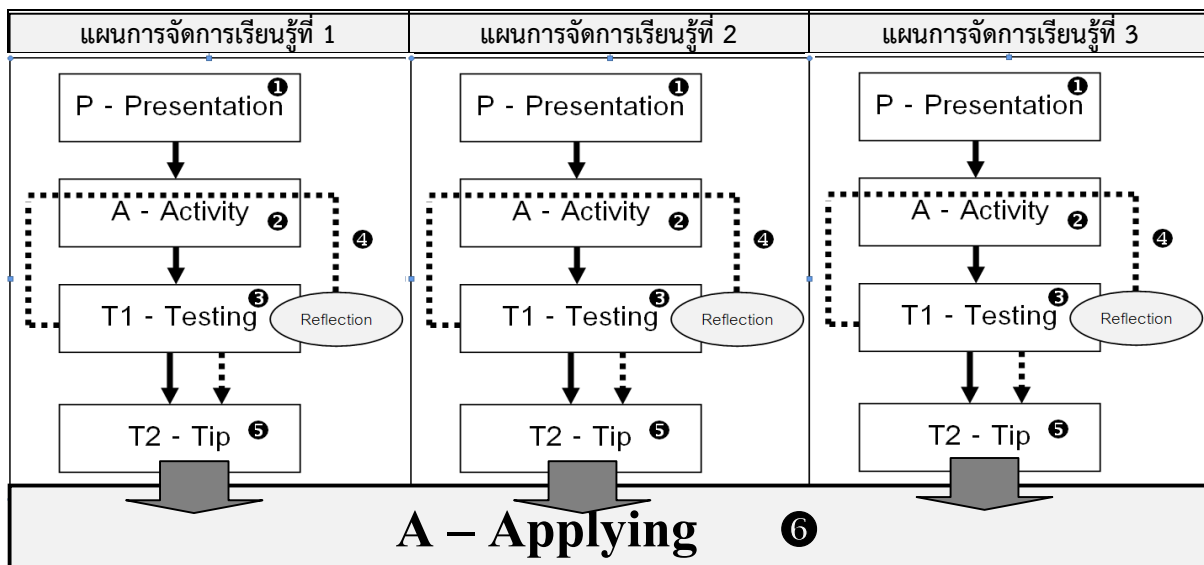 แผนการจัดการเรียนรู้ที่ 1
แผนการจัดการเรียนรู้ที่ 2
แผนการจัดการเรียนรู้ที่ 3
P - Presentation ❶
A - Activity ❷
❹
T1 - Testing ❸
Reflection
T2 - Tip ❺
P - Presentation ❶
A - Activity ❷
❹
T1 - Testing ❸
Reflection
T2 - Tip ❺
P - Presentation ❶
A - Activity ❷
❹
T1 - Testing ❸
Reflection
T2 - Tip ❺
A – Applying ❻